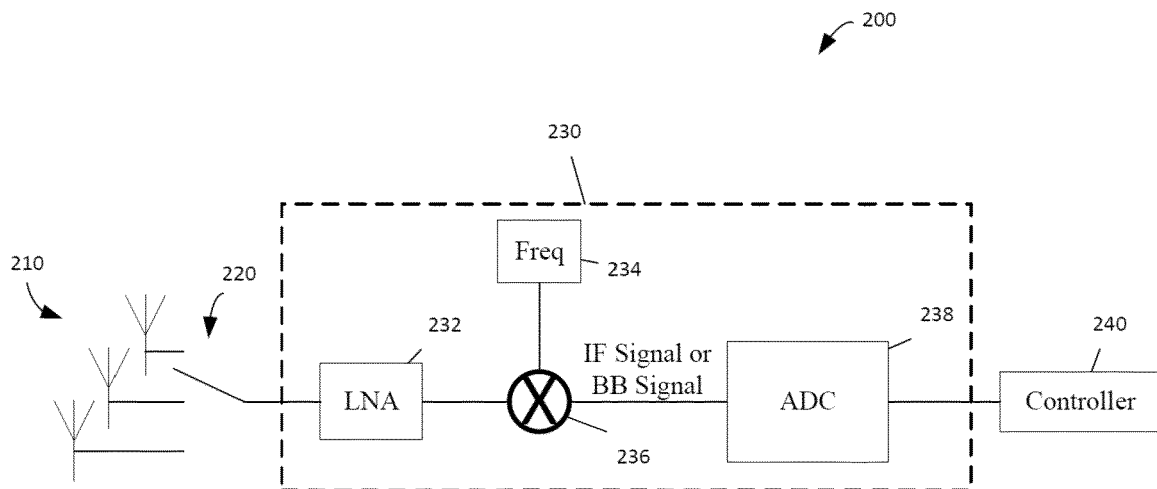 200
230
Freq
234
210
220
232
238
240
IF Signal or
BB Signal
LNA
ADC
Controller
236